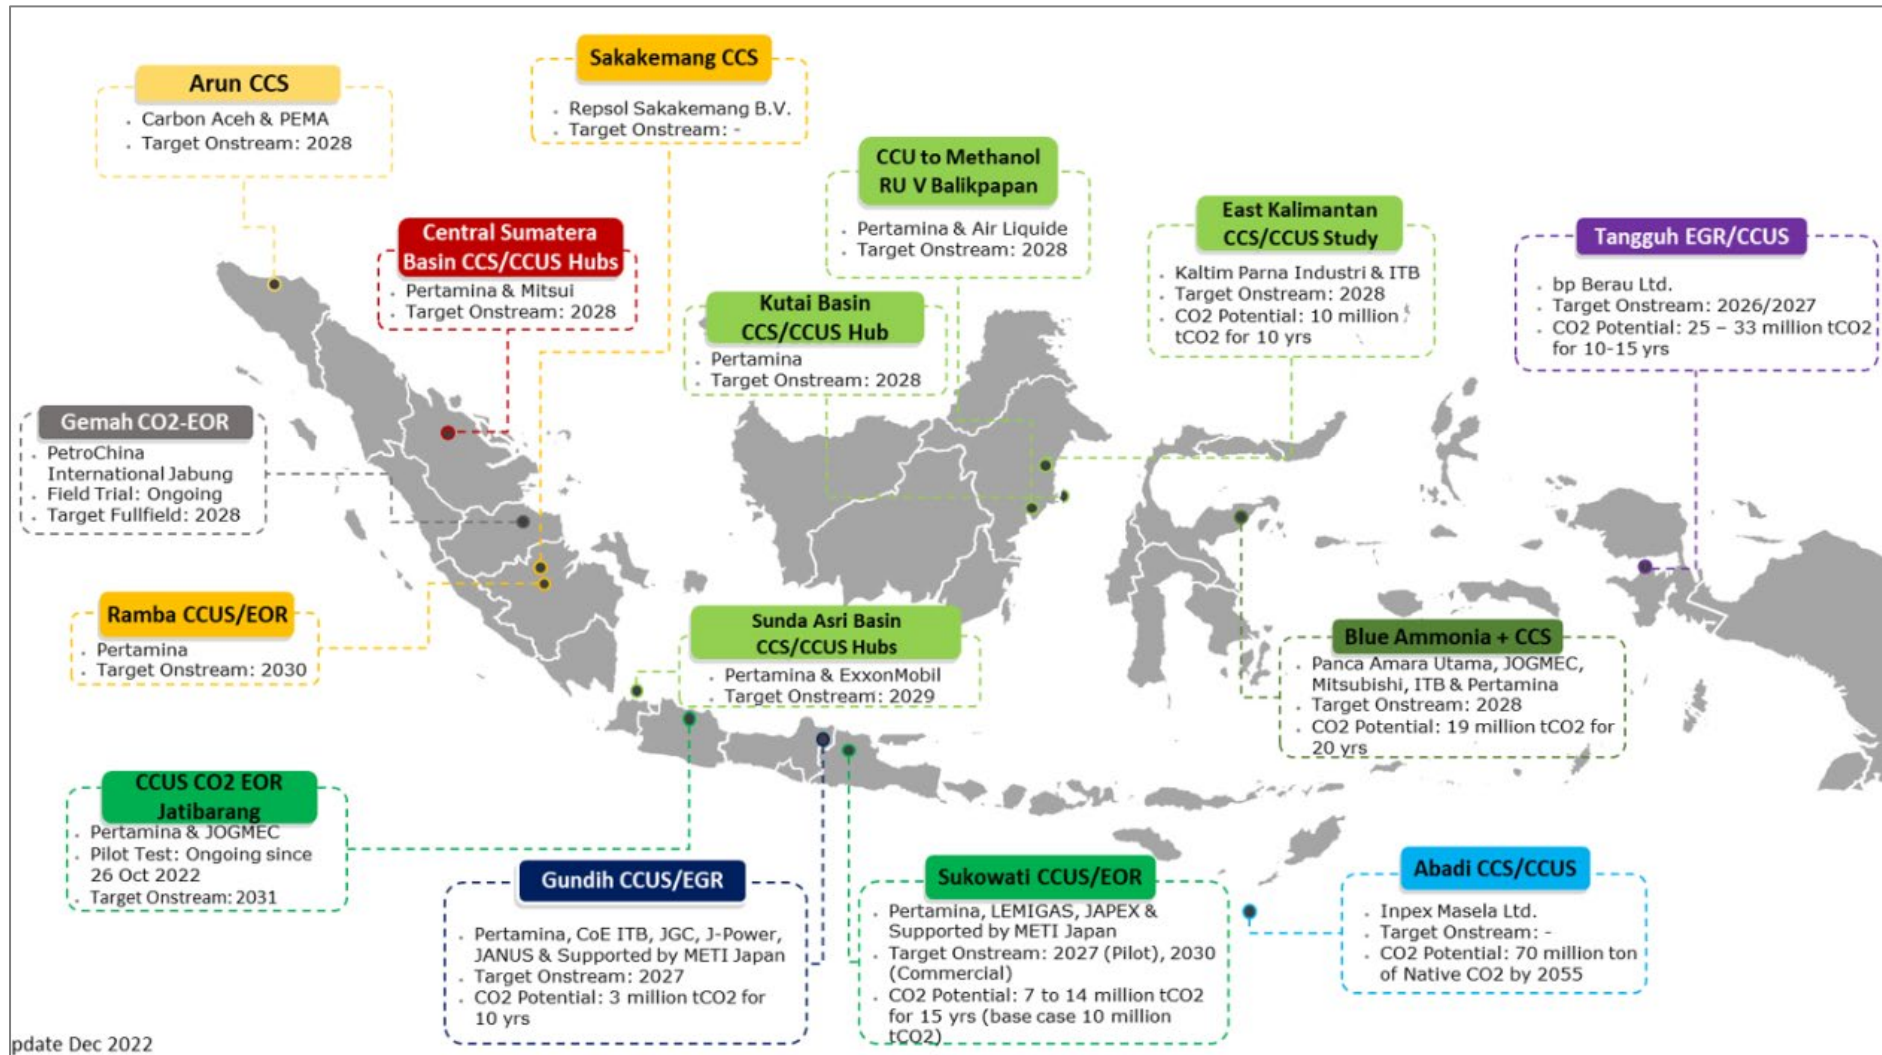 Arun CCS
Carbon Aceh & PEMA
Target Onstream: 2028
Sakakemang CCS
Repsol Sakakemang B.V.
Target Onstream: -
Central Sumatera
Basin CCS/CCUS Hubs
Pertamina & Mitsui
Target Onstream: 2028
CCU to Methanol
RU V Balikpapan
Pertamina & Air Liquide
Target Onstream: 2028
Kutai Basin
CCS/CCUS Hub
Pertamina
Target Onstream: 2028
East Kalimantan
CCS/CCUS Study
Kaltim Parna Industri & ITB
Target Onstream: 2028
CO2 Potential: 10 million
tCO2 for 10 yrs
Tangguh EGR/CCUS
bp Berau Ltd.
Target Onstream: 2026/2027
CO2 Potential: 25 – 33 million tCO2
for 10-15 yrs
Gemah CO2-EOR
PetroChina
International Jabung
Field Trial: Ongoing
Target Fullfield: 2028
Ramba CCUS/EOR
Pertamina
Target Onstream: 2030
Sunda Asri Basin
CCS/CCUS Hubs
Pertamina & ExxonMobil
Target Onstream: 2029
Blue Ammonia + CCS
Panca Amara Utama, JOGMEC,
Mitsubishi, ITB & Pertamina
Target Onstream: 2028
CO2 Potential: 19 million tCO2 for
20 yrs
CCUS CO2 EOR
Jatibarang
Pertamina & JOGMEC
Pilot Test: Ongoing since
26 Oct 2022
Target Onstream: 2031
Gundih CCUS/EGR
Pertamina, CoE ITB, JGC, J-Power,
JANUS & Supported by METI Japan
Target Onstream: 2027
CO2 Potential: 3 million tCO2 for
10 yrs
Sukowati CCUS/EOR
Pertamina, LEMIGAS, JAPEX &
Supported by METI Japan
Target Onstream: 2027 (Pilot), 2030
(Commercial)
CO2 Potential: 7 to 14 million tCO2
for 15 yrs (base case 10 million
tCO2)
Abadi CCS/CCUS
Inpex Masela Ltd.
Target Onstream: -
CO2 Potential: 70 million ton
of Native CO2 by 2055
pdate Dec 2022